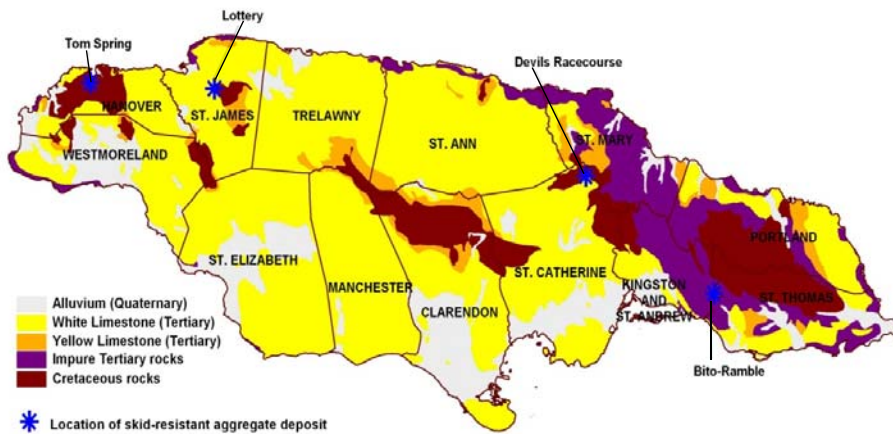 Lottery
Tom Spring
Devils Racecourse
HANOVER
ST. JAMES
TRELAWNY
ST. ANN
ST. MARY
WESTMORELAND
ST. ELIZABETH
MANCHESTER
CLARENDON
ST. CATHERINE
KINGSTON
AND
ST. ANDREW
PORTLAND
ST. THOMAS
Bito-Ramble
Alluvium (Quaternary)
White Limestone (Tertiary)
Yellow Limestone (Tertiary)
Impure Tertiary rocks
Cretaceous rocks
Location of skid-resistant aggregate deposit